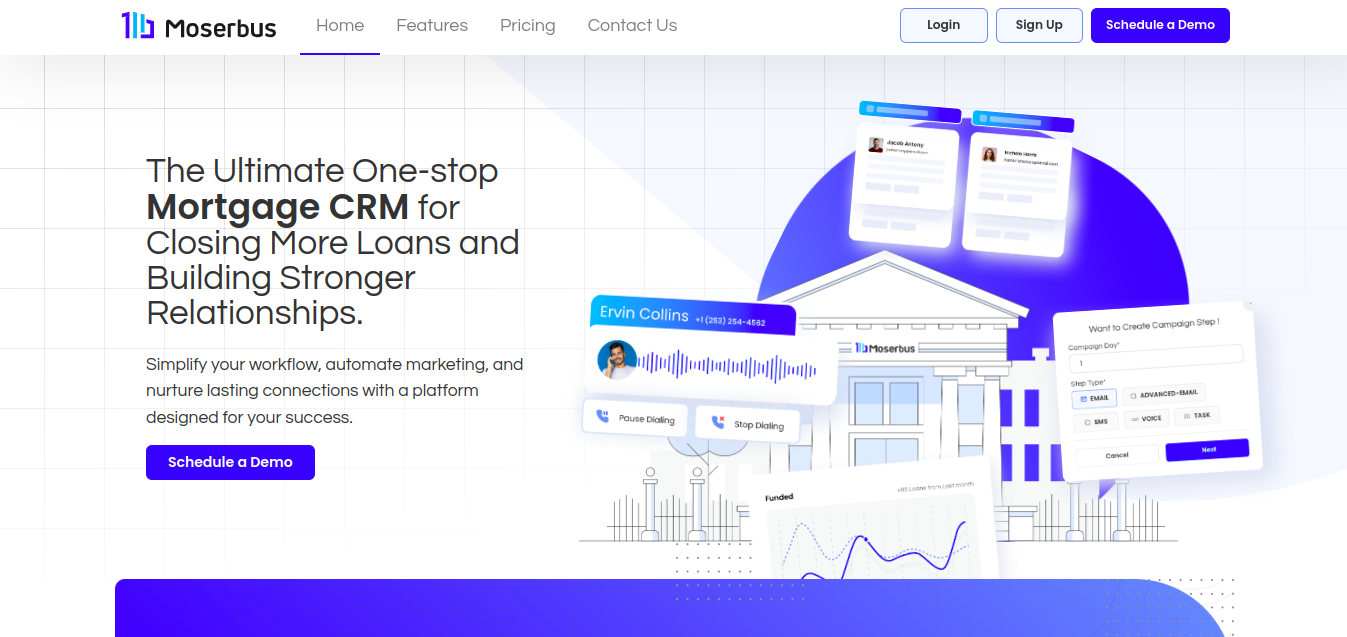 Moserbus
Home
Features
Pricing
Contact Us
Login
Sign Up
Schedule a Demo
The Ultimate One-stop
Mortgage CRM for
Closing More Loans and
Building Stronger
Relationships.
Simplify your workflow, automate marketing, and
nurture lasting connections with a platform
designed for your success.
Schedule a Demo
Jacob Antony
Ervin Collins +1 (253) 254-4562
Pause Dialing
Stop Dialing
Moserbus
Want to Create Campaign Step !
Campaign Day*
1
Step Type*
EMAIL
ADVANCED-EMAIL
SMS
VOICE
TASK
Cancel
Next
Funded
+115 Loans from Last month